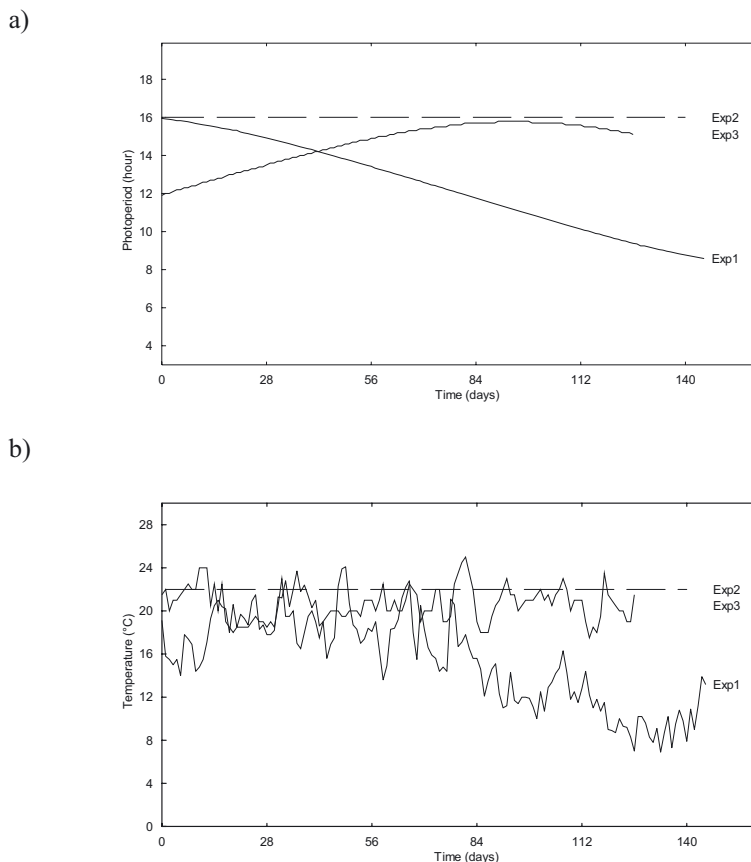 a)
18
16
14
12
10
8
6
4
Photoperiod (hour)
Exp2
Exp3
Exp1
0 28 56 84 112 140
Time (days)
b)
28
24
20
16
12
8
4
0
Temperature (°C)
Exp2
Exp3
Exp1
0 28 56 84 112 140
Time (days)